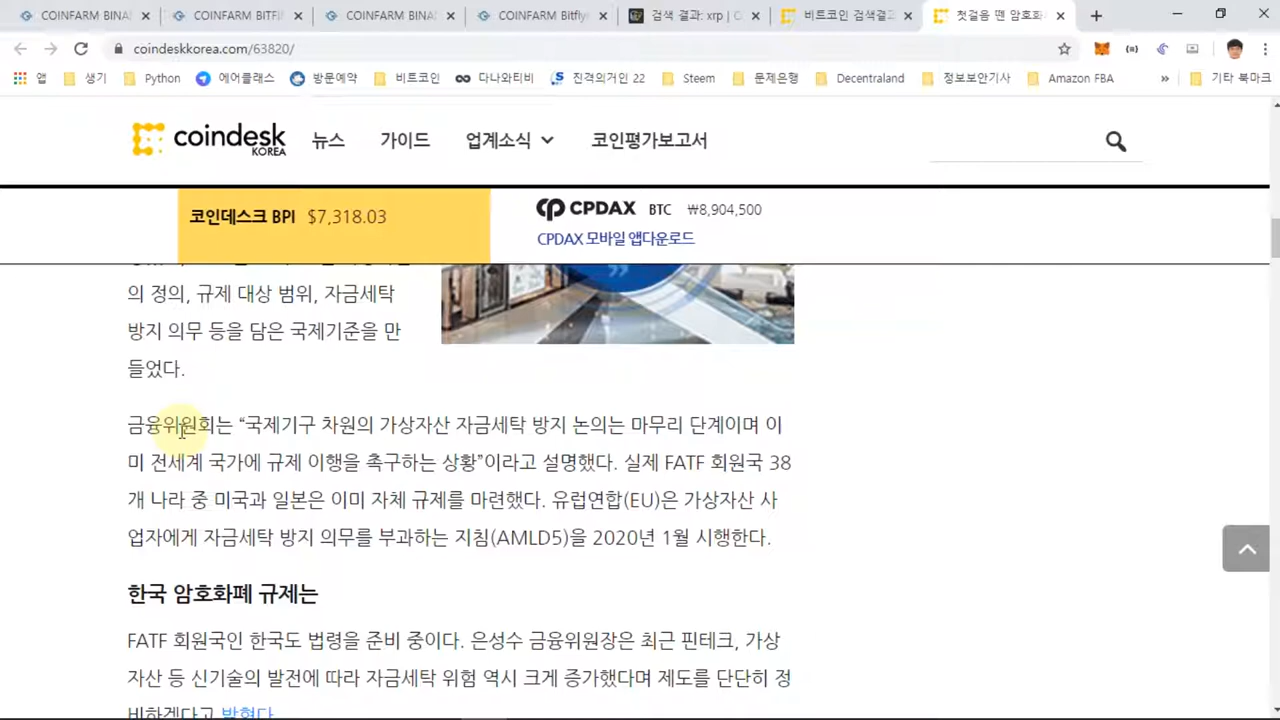 COINFARM BINA
COINFARM BITFI
COINFARM BINA
COINFARM Bitfly
검색 결과: xrp | C
비트코인 검색결과
첫걸음 뗀 암호화
coindeskkorea.com/63820/
앱
생기
Python
에어클래스
방문예약
비트코인
다나와티비
진격의거인 22
Steem
문제은행
Decentraland
정보보안기사
Amazon FBA
»
기타 북마크
coindesk
KOREA
뉴스
가이드
업계소식
코인평가보고서
코인데스크 BPI $7,318.03
CPDAX BTC ₩8,904,500
CPDAX 모바일 앱다운로드
의 정의, 규제 대상 범위, 자금세탁
방지 의무 등을 담은 국제기준을 만
들었다.
금융위원회는 “국제기구 차원의 가상자산 자금세탁 방지 논의는 마무리 단계이며 이
미 전세계 국가에 규제 이행을 촉구하는 상황”이라고 설명했다. 실제 FATF 회원국 38
개 나라 중 미국과 일본은 이미 자체 규제를 마련했다. 유럽연합(EU)은 가상자산 사
업자에게 자금세탁 방지 의무를 부과하는 지침(AMLD5)을 2020년 1월 시행한다.
한국 암호화폐 규제는
FATF 회원국인 한국도 법령을 준비 중이다. 은성수 금융위원장은 최근 핀테크, 가상
자산 등 신기술의 발전에 따라 자금세탁 위험 역시 크게 증가했다며 제도를 단단히 정
비하겠다고 밝혔다